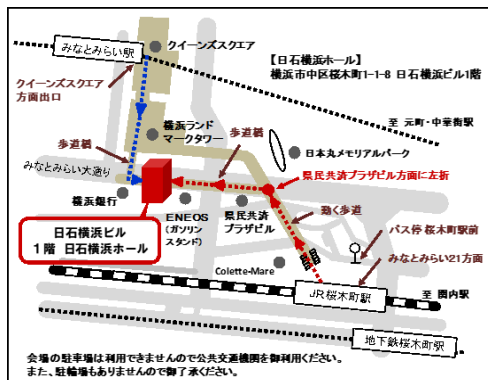 みなとみらい駅
クイーンズスクエア
【日石横浜ホール】
横浜市中区桜木町1-1-8 日石横浜ビル1階
クイーンズスクエア
方面出口
至 元町・中華街駅
横浜ランド
マークタワー
歩道橋
日本丸メモリアルパーク
歩道橋
みなとみらい大通り
県民共済プラザビル方面に左折
横浜銀行
ENEOS
(ガソリン
スタンド)
県民共済
プラザビル
動く歩道
日石横浜ビル
1階 日石横浜ホール
バス停 桜木町駅前
みなとみらい21方面
Colette・Mare
JR桜木町駅
至 関内駅
地下鉄桜木町駅
会場の駐車場は利用できませんので公共交通機関を御利用ください。
また、駐輪場もありませんので御了承ください。